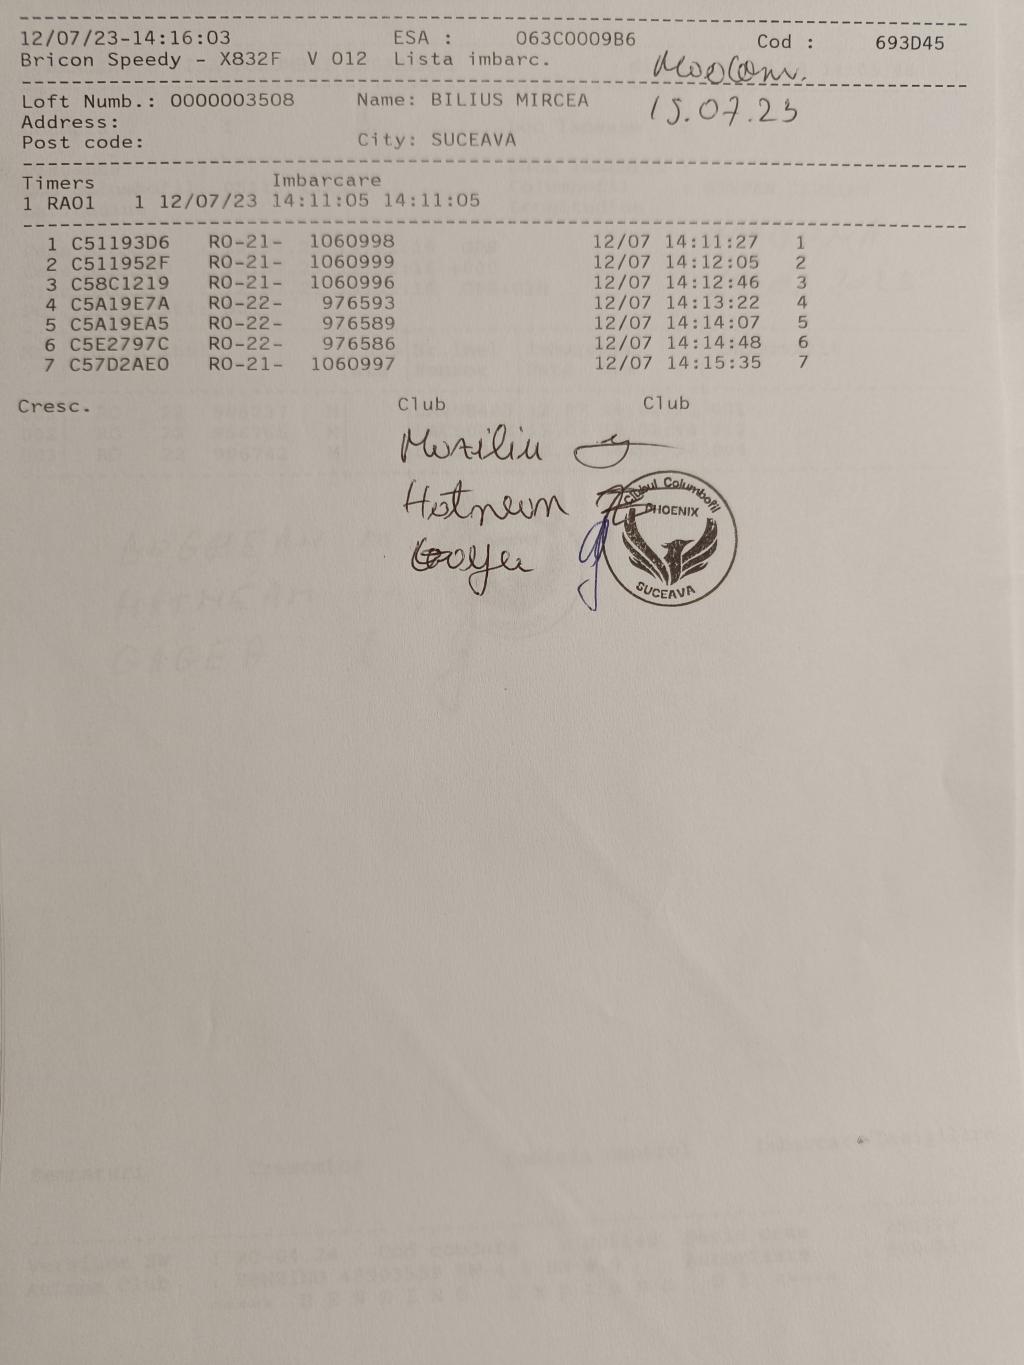 12/07/23-14:16:03 ESA : 063C0009B6 Cod : 693D45
Bricon Speedy - X832F V 012 Lista imbarc.
Loft Numb.: 0000003508 Name: BILIUS MIRCEA 15.07.23
Address:
Post code: City: SUCEAVA
Timers Imbarcare
1 RA01 1 12/07/23 14:11:05 14:11:05
1 C51193D6 RO-21- 1060998 12/07 14:11:27 1
2 C511952F RO-21- 1060999 12/07 14:12:05 2
3 C58C1219 RO-21- 1060996 12/07 14:12:46 3
4 C5A19E7A RO-22- 976593 12/07 14:13:22 4
5 C5A19EA5 RO-22- 976589 12/07 14:14:07 5
6 C5E2797C RO-22- 976586 12/07 14:14:48 6
7 C57D2AE0 RO-21- 1060997 12/07 14:15:35 7
Cresc. Club Club
Clubul Columbofil
PHOENIX
SUCEAVA